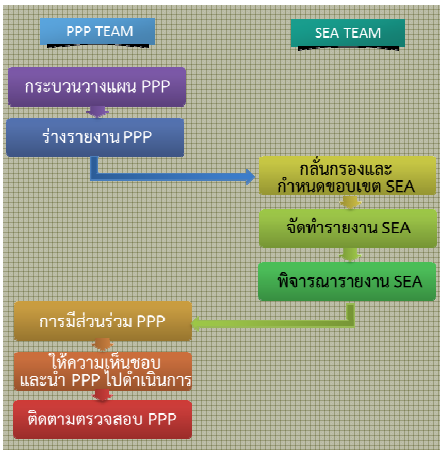 PPP TEAM
SEA TEAM
กระบวนวางแผน PPP
ร่างรายงาน PPP
กลั่นกรองและ
กำหนดขอบเขต SEA
จัดทำรายงาน SEA
พิจารณารายงาน SEA
การมีส่วนร่วม PPP
ให้ความเห็นชอบ
และนำ PPP ไปดำเนินการ
ติดตามตรวจสอบ PPP